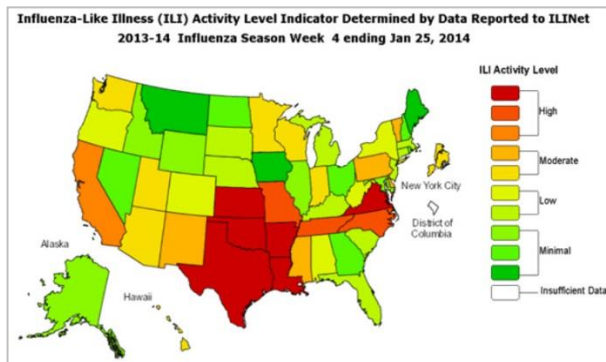 Influenza-Like Illness (ILI) Activity Level Indicator Determined by Data Reported to ILINet
2013-14 Influenza Season Week 4 ending Jan 25, 2014
ILI Activity Level
High
Moderate
New York City
Low
District of
Columbia
Alaska
Minimal
Hawaii
Insufficient Data